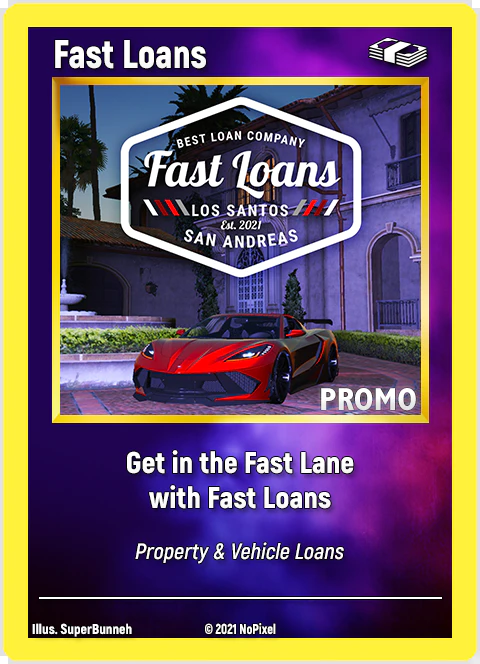 Fast Loans
BEST LOAN COMPANY
Fast Loans
LOS SANTOS
Est. 2021
SAN ANDREAS
PROMO
Get in the Fast Lane
with Fast Loans
Property & Vehicle Loans
Illus. SuperBunneh © 2021 NoPixel